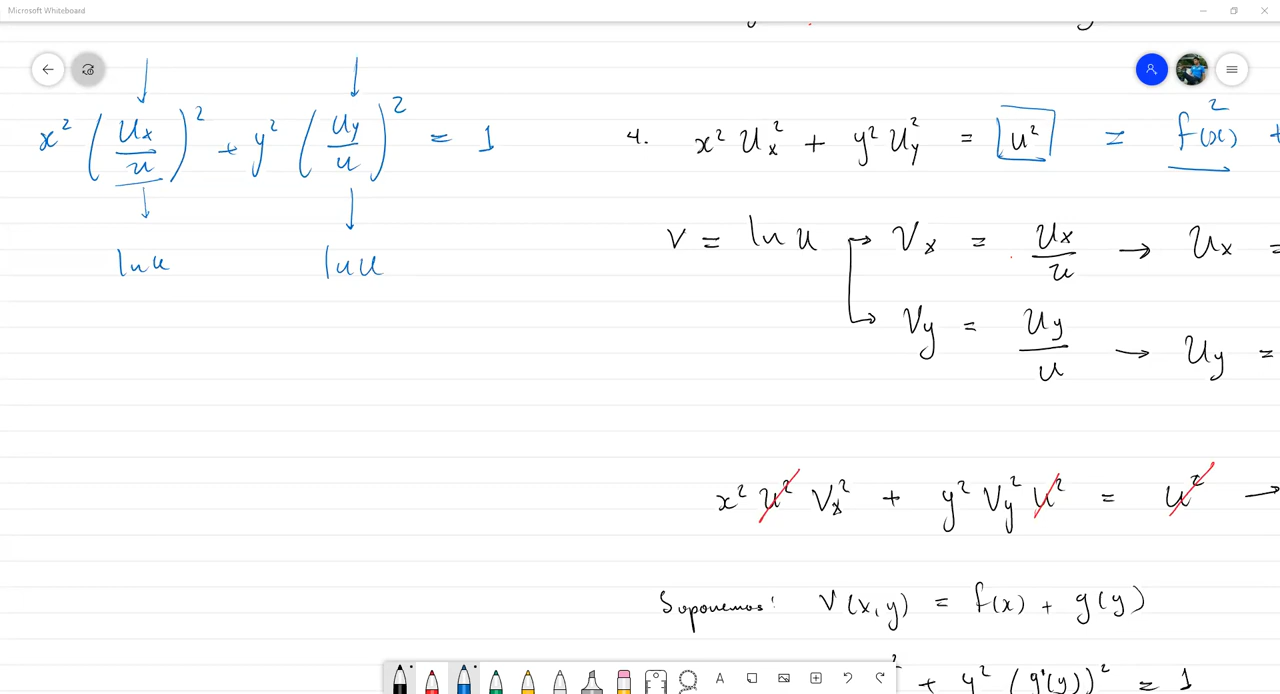 Microsoft Whiteboard
x² (Ux/u)² + y² (Uy/u)² = 1
ln u ln u
4. x² Ux² + y² Uy² = u² = f(x)² +
V = ln u → Vx = Ux/u → Ux =
→ Vy = Uy/u → Uy =
x² u² Vx² + y² Vy² u² = u² →
Suponemos: V(x,y) = f(x) + g(y)
+ y² (g'(y))² = 1